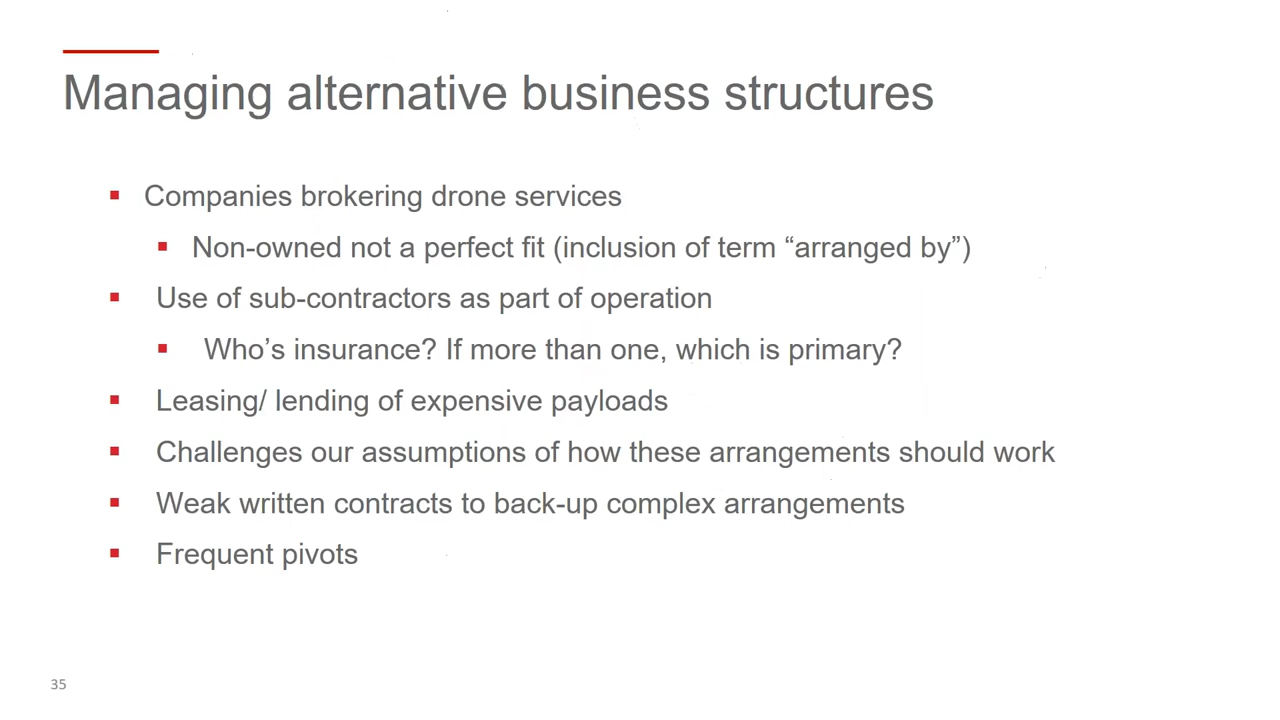 Managing alternative business structures
Companies brokering drone services
Non-owned not a perfect fit (inclusion of term “arranged by”)
Use of sub-contractors as part of operation
Who’s insurance? If more than one, which is primary?
Leasing/ lending of expensive payloads
Challenges our assumptions of how these arrangements should work
Weak written contracts to back-up complex arrangements
Frequent pivots
35